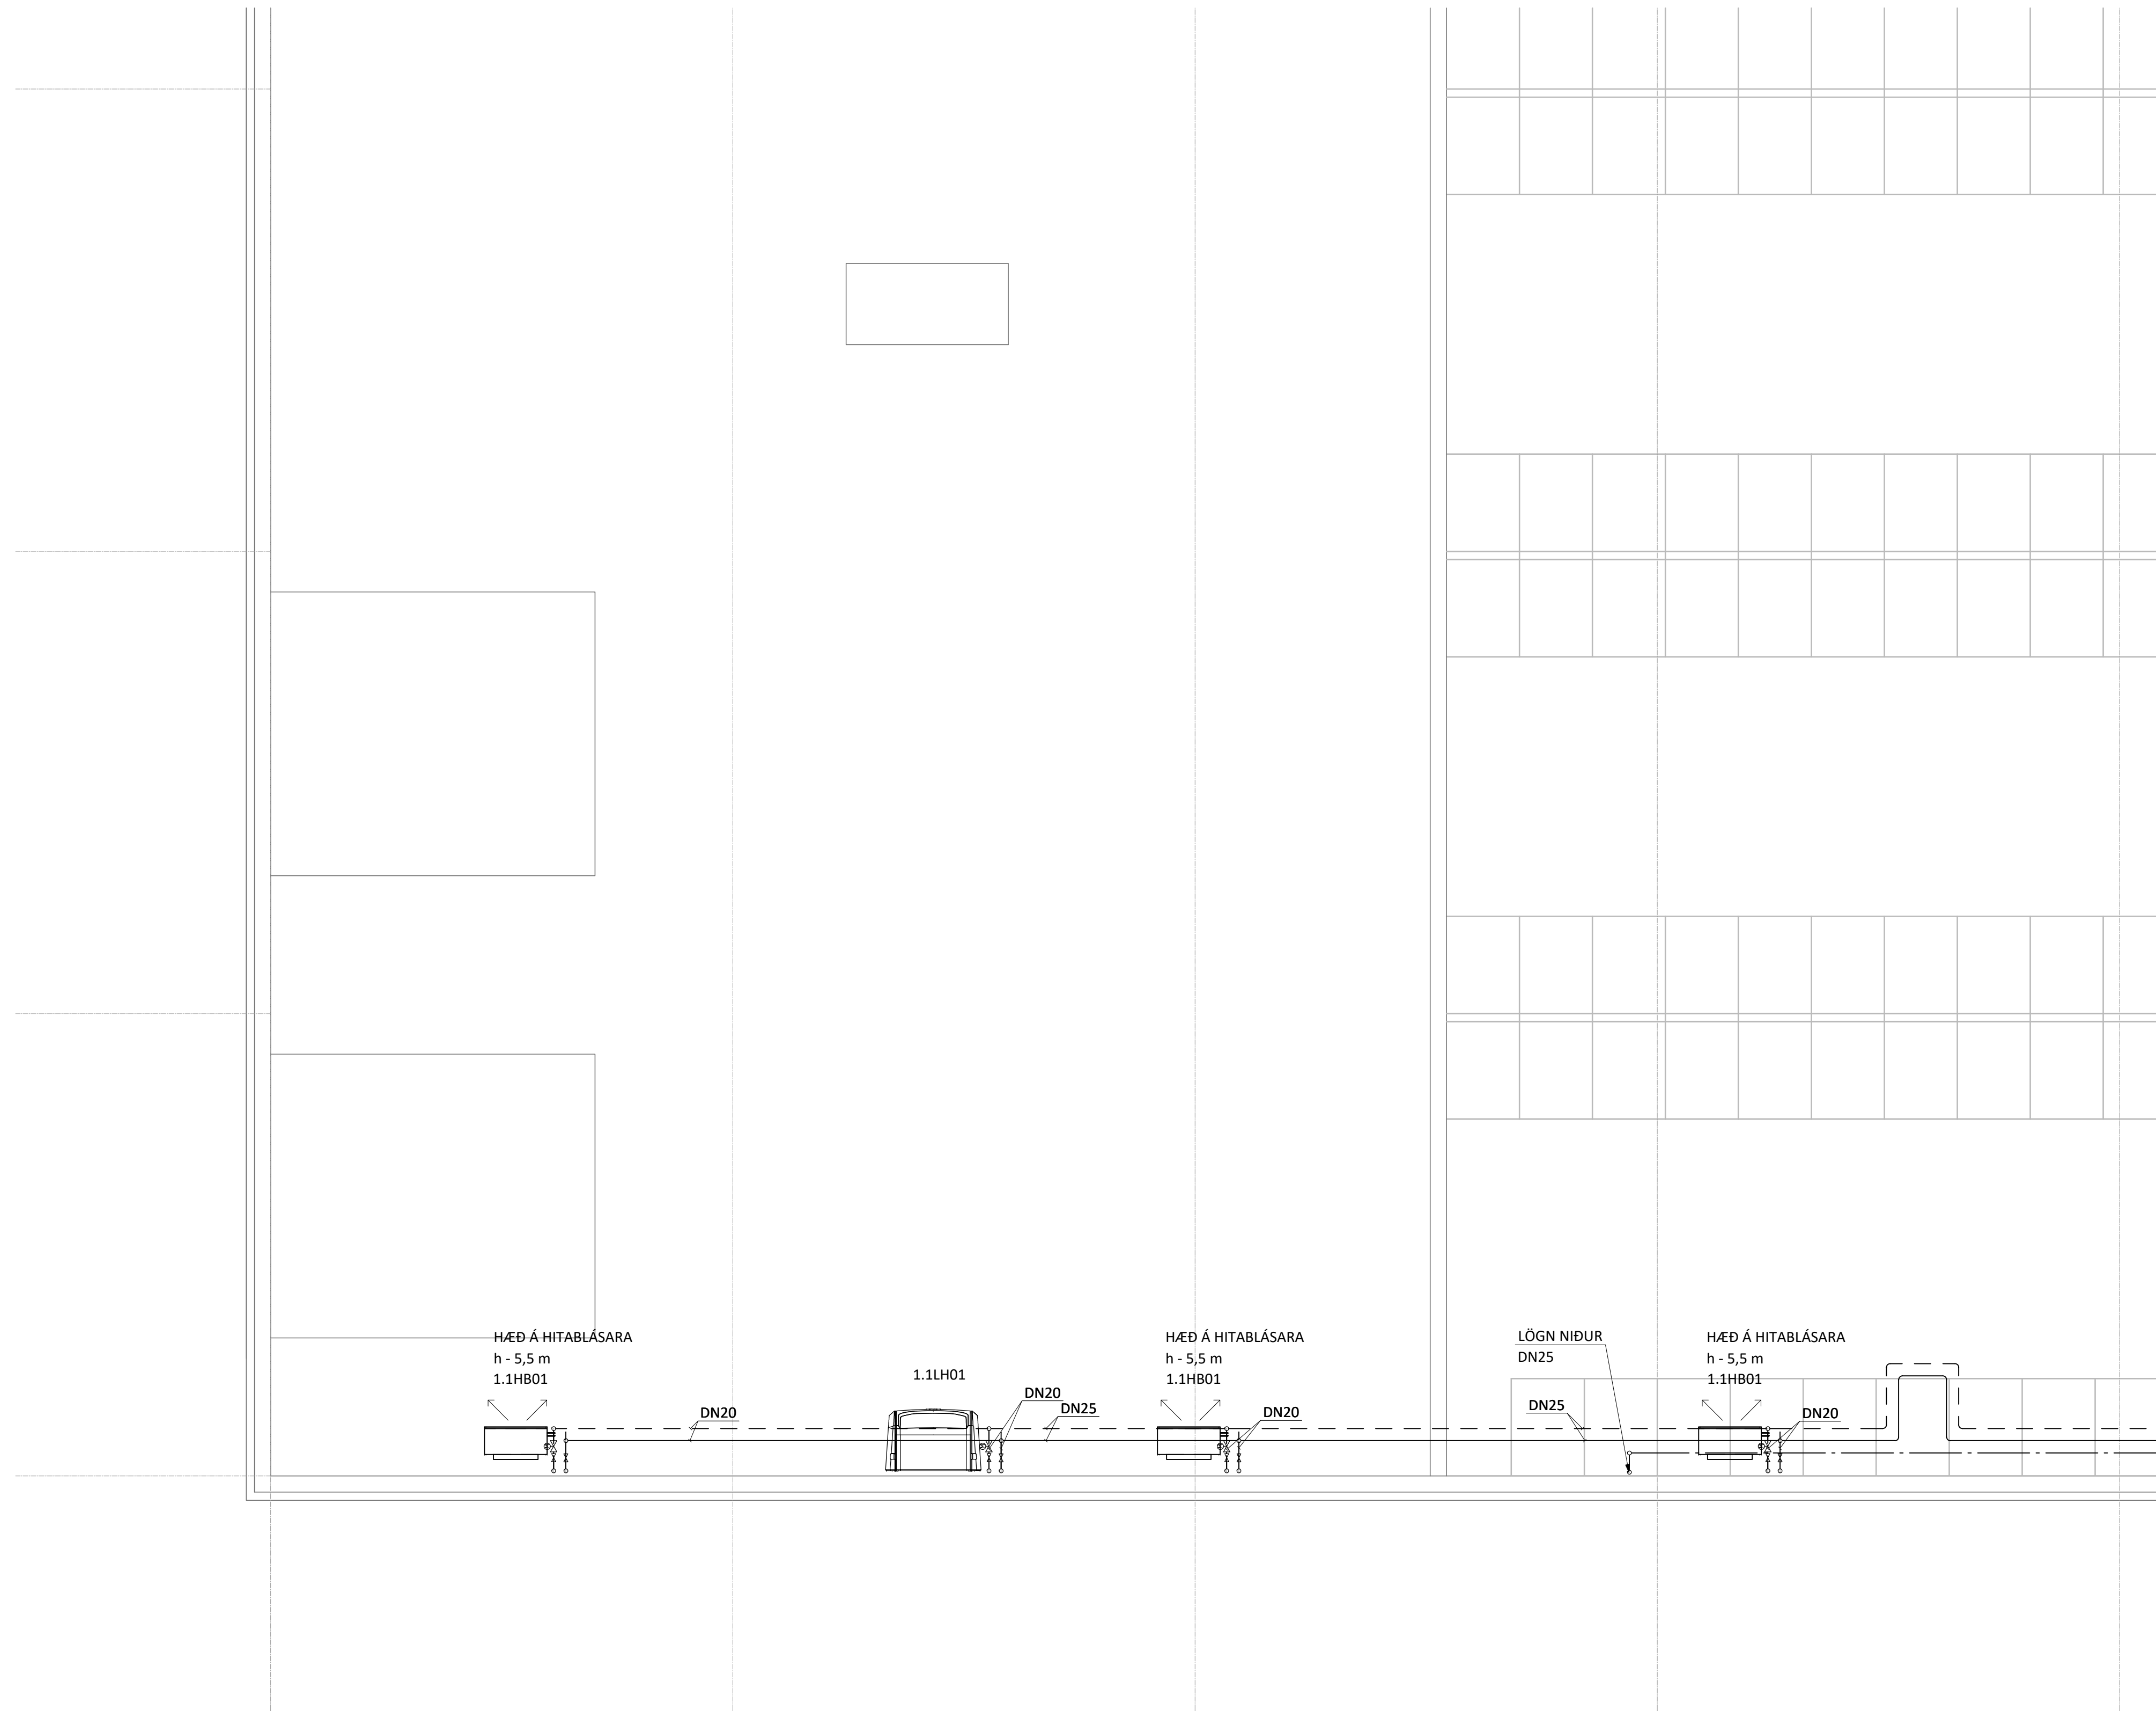 HÆÐ Á HITABLÁSARA
h - 5,5 m
1.1HB01
DN20
1.1LH01
DN20
DN25
HÆÐ Á HITABLÁSARA
h - 5,5 m
1.1HB01
DN20
LÖGN NIÐUR
DN25
DN25
HÆÐ Á HITABLÁSARA
h - 5,5 m
1.1HB01
DN20